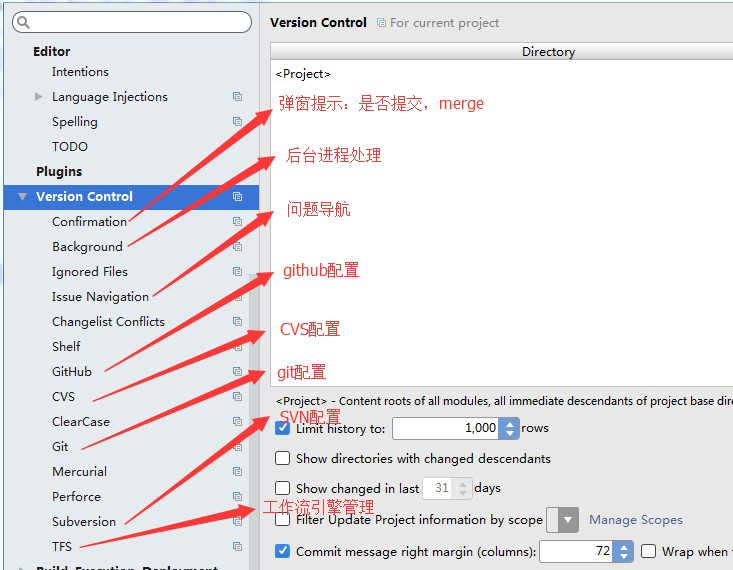 Version Control
For current project
Editor
Intentions
Language Injections
Spelling
TODO
Plugins
Version Control
Confirmation
Background
Ignored Files
Issue Navigation
Changelist Conflicts
Shelf
GitHub
CVS
ClearCase
Git
Mercurial
Perforce
Subversion
TFS
Directory
<Project>
弹窗提示：是否提交，merge
后台进程处理
问题导航
github配置
CVS配置
git配置
<Project> - Content roots of all modules, all immediate descendants of project base dir
SVN配置
Limit history to: 1,000 rows
Show directories with changed descendants
Show changed in last 31 days
工作流引擎管理
Filter Update Project information by scope Manage Scopes
Commit message right margin (columns): 72 Wrap when